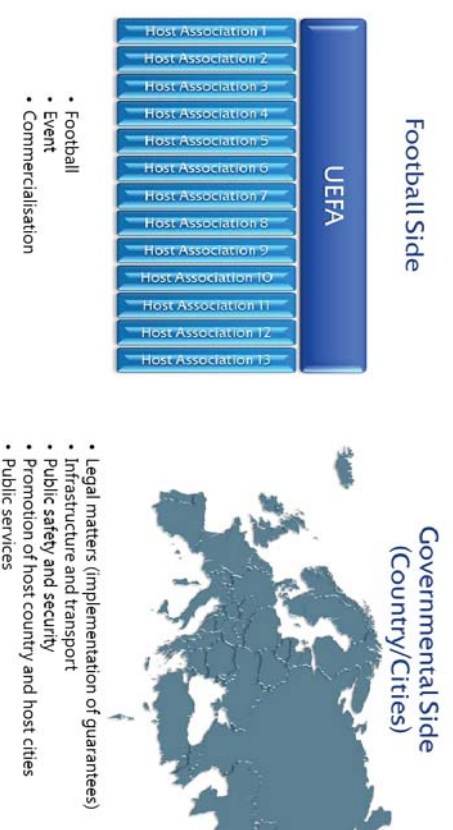 Football Side
UEFA
Host Association 1
Host Association 2
Host Association 3
Host Association 4
Host Association 5
Host Association 6
Host Association 7
Host Association 8
Host Association 9
Host Association 10
Host Association 11
Host Association 12
Host Association 13
• Football
• Event
• Commercialisation
Governmental Side
(Country/Cities)
• Legal matters (implementation of guarantees)
• Infrastructure and transport
• Public safety and security
• Promotion of host country and host cities
• Public services